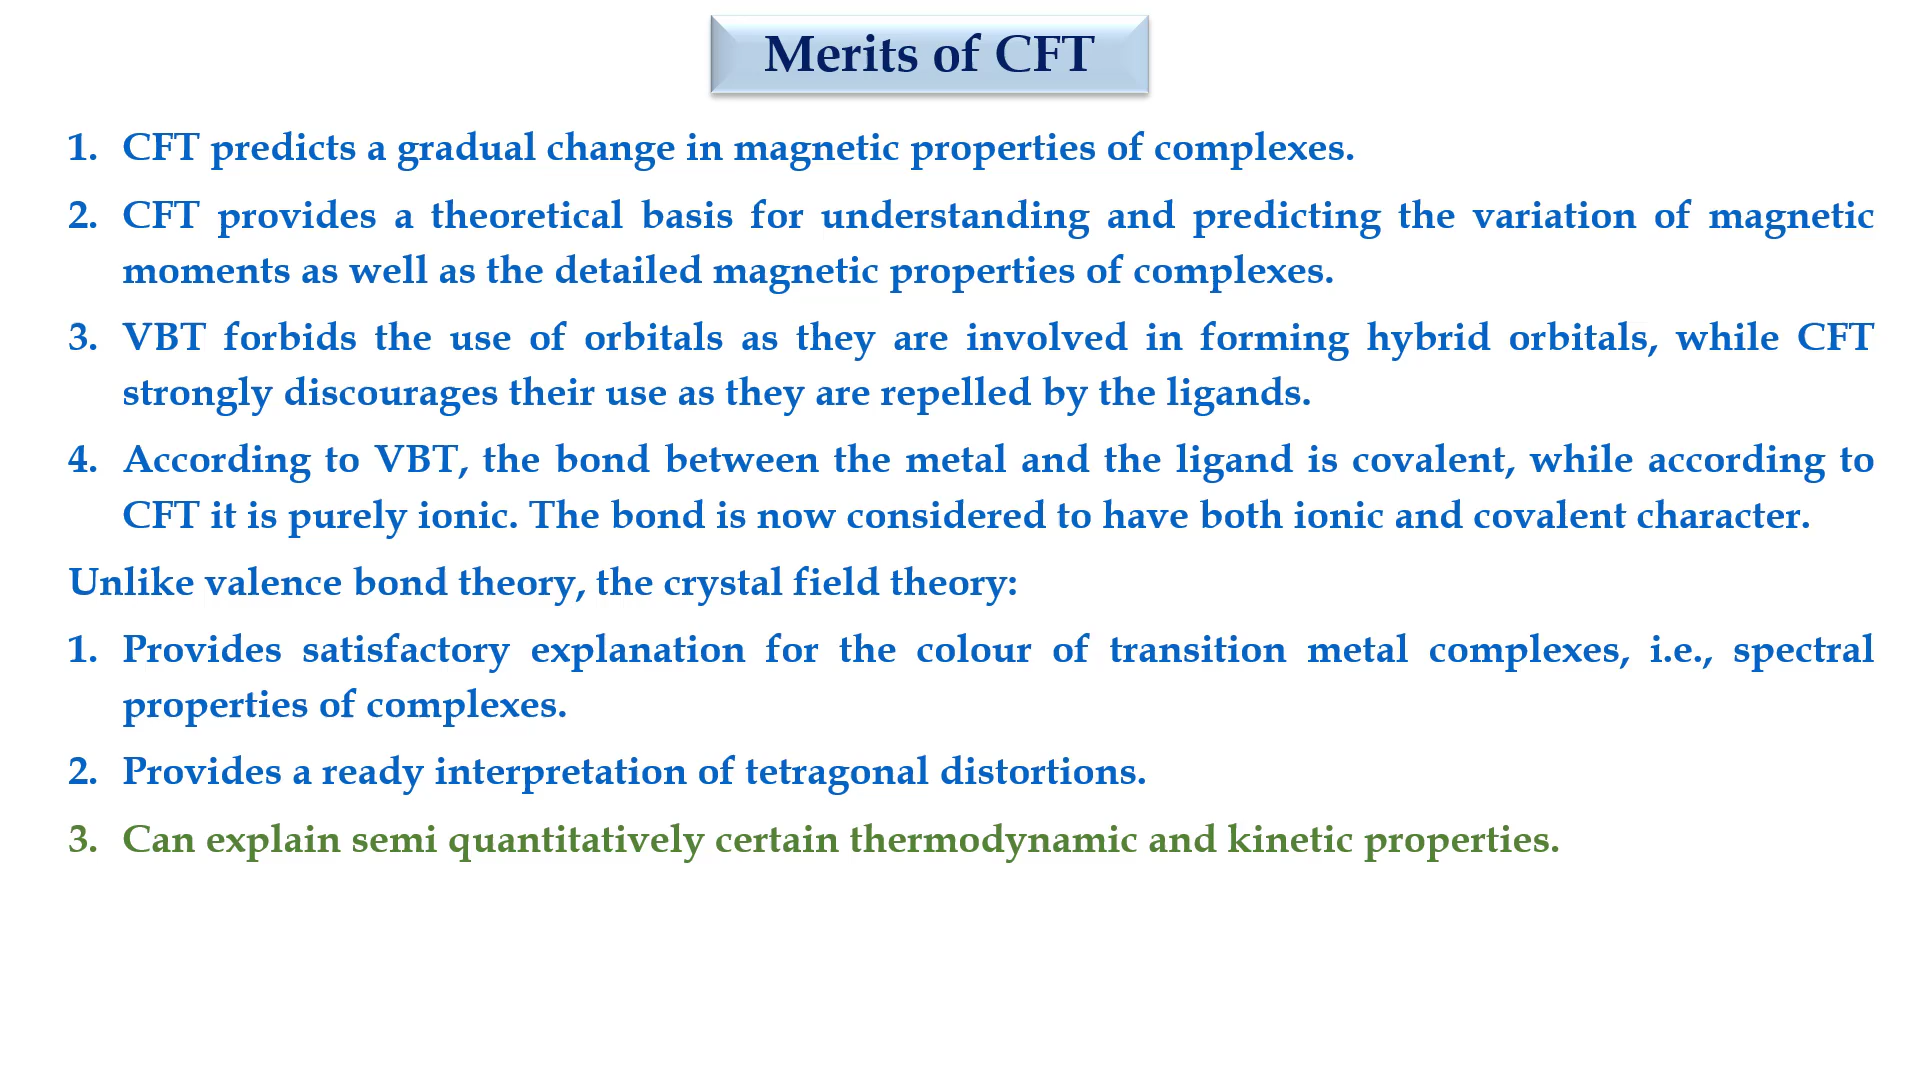 Merits of CFT
1. CFT predicts a gradual change in magnetic properties of complexes.
2. CFT provides a theoretical basis for understanding and predicting the variation of magnetic
moments as well as the detailed magnetic properties of complexes.
3. VBT forbids the use of orbitals as they are involved in forming hybrid orbitals, while CFT
strongly discourages their use as they are repelled by the ligands.
4. According to VBT, the bond between the metal and the ligand is covalent, while according to
CFT it is purely ionic. The bond is now considered to have both ionic and covalent character.
Unlike valence bond theory, the crystal field theory:
1. Provides satisfactory explanation for the colour of transition metal complexes, i.e., spectral
properties of complexes.
2. Provides a ready interpretation of tetragonal distortions.
3. Can explain semi quantitatively certain thermodynamic and kinetic properties.